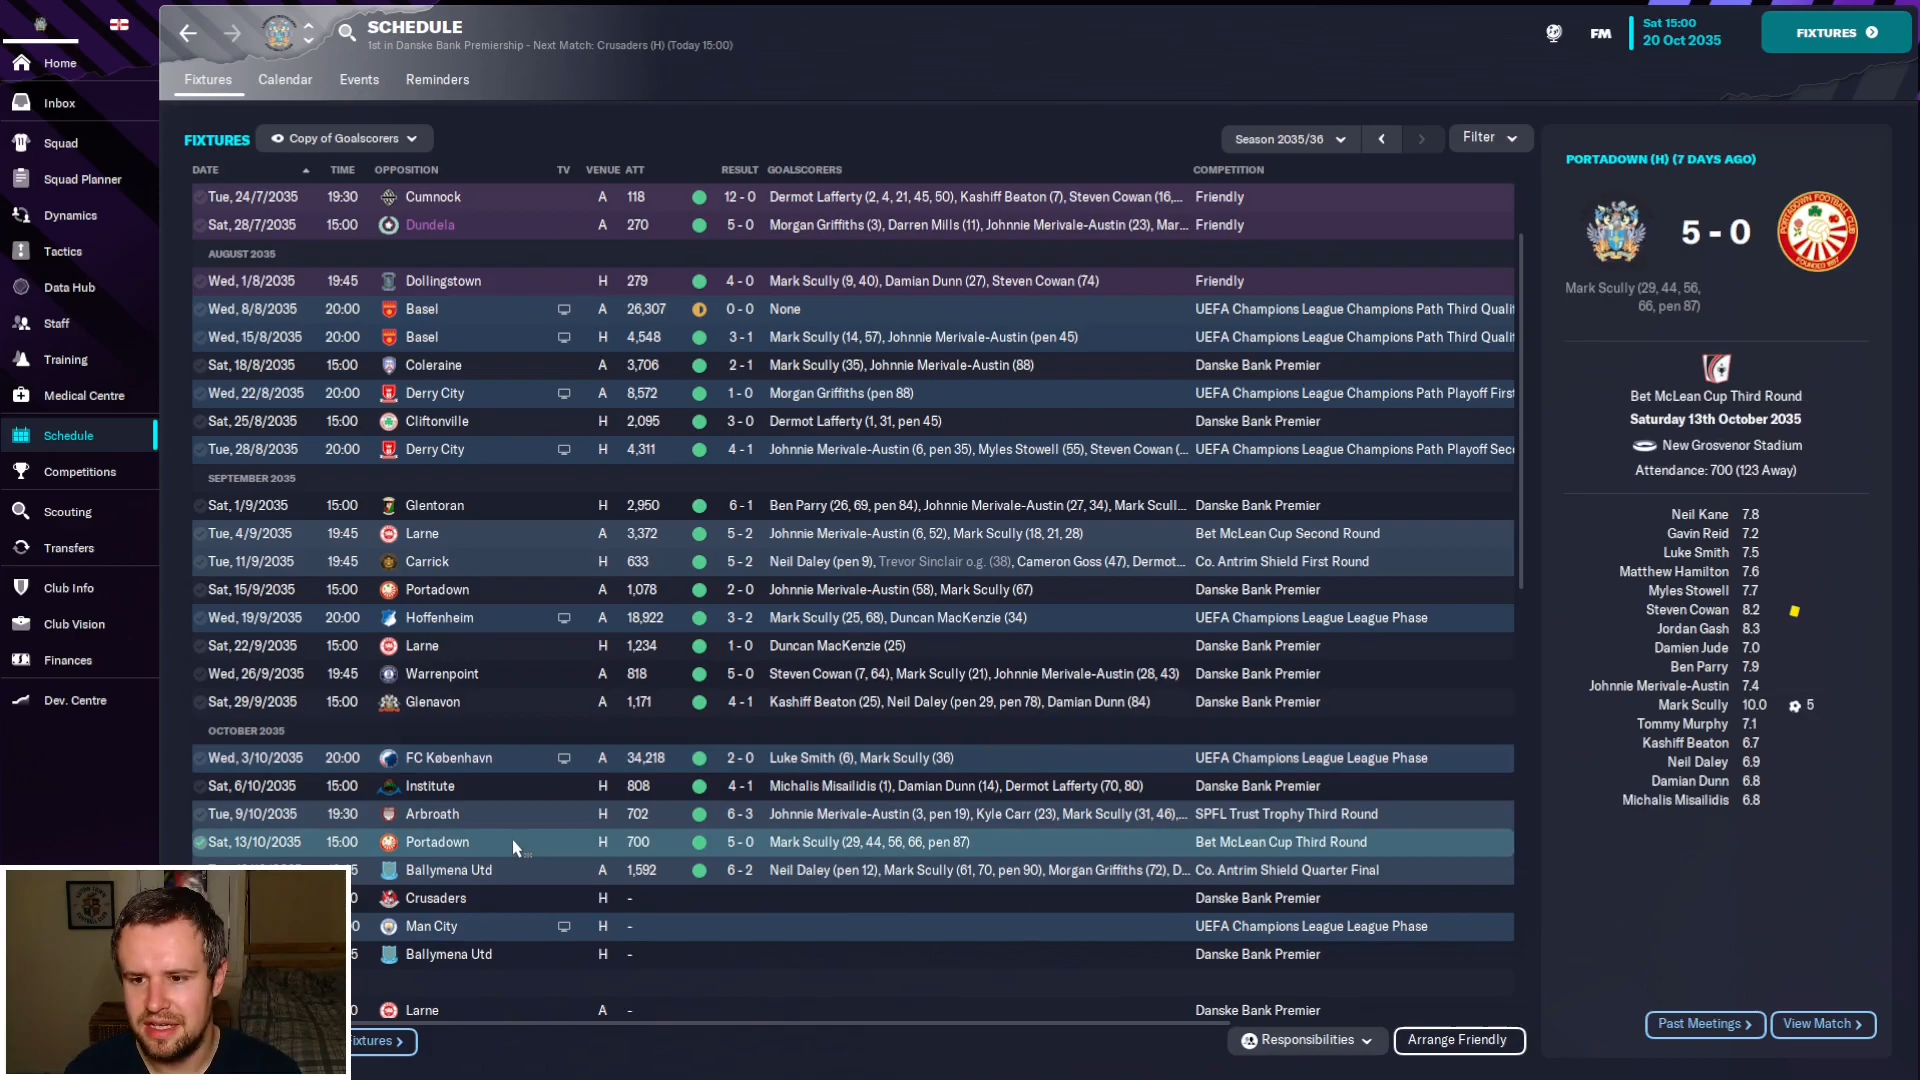 SCHEDULE
1st in Danske Bank Premiership - Next Match: Crusaders (H) (Today 15:00)
FM
Sat 15:00
20 Oct 2035
FIXTURES
Fixtures Calendar Events Reminders
Home
Inbox
Squad
Squad Planner
Dynamics
Tactics
Data Hub
Staff
Training
Medical Centre
Schedule
Competitions
Scouting
Transfers
Club Info
Club Vision
Finances
Dev. Centre
FIXTURES Copy of Goalscorers Season 2035/36 Filter
DATE TIME OPPOSITION TV VENUE ATT RESULT GOALSCORERS COMPETITION
Tue, 24/7/2035 19:30 Cumnock A 118 12 - 0 Dermot Lafferty (2, 4, 21, 45, 50), Kashiff Beaton (7), Steven Cowan (16,... Friendly
Sat, 28/7/2035 15:00 Dundela A 270 5 - 0 Morgan Griffiths (3), Darren Mills (11), Johnnie Merivale-Austin (23), Mar... Friendly
AUGUST 2035
Wed, 1/8/2035 19:45 Dollingstown H 279 4 - 0 Mark Scully (9, 40), Damian Dunn (27), Steven Cowan (74) Friendly
Wed, 8/8/2035 20:00 Basel A 26,307 0 - 0 None UEFA Champions League Champions Path Third Qualif
Wed, 15/8/2035 20:00 Basel H 4,548 3 - 1 Mark Scully (14, 57), Johnnie Merivale-Austin (pen 45) UEFA Champions League Champions Path Third Qualif
Sat, 18/8/2035 15:00 Coleraine A 3,706 2 - 1 Mark Scully (35), Johnnie Merivale-Austin (88) Danske Bank Premier
Wed, 22/8/2035 20:00 Derry City A 8,572 1 - 0 Morgan Griffiths (pen 88) UEFA Champions League Champions Path Playoff First
Sat, 25/8/2035 15:00 Cliftonville H 2,095 3 - 0 Dermot Lafferty (1, 31, pen 45) Danske Bank Premier
Tue, 28/8/2035 20:00 Derry City H 4,311 4 - 1 Johnnie Merivale-Austin (6, pen 35), Myles Stowell (55), Steven Cowan (... UEFA Champions League Champions Path Playoff Seco
SEPTEMBER 2035
Sat, 1/9/2035 15:00 Glentoran H 2,950 6 - 1 Ben Parry (26, 69, pen 84), Johnnie Merivale-Austin (27, 34), Mark Scull... Danske Bank Premier
Tue, 4/9/2035 19:45 Larne A 3,372 5 - 2 Johnnie Merivale-Austin (6, 52), Mark Scully (18, 21, 28) Bet McLean Cup Second Round
Tue, 11/9/2035 19:45 Carrick H 633 5 - 2 Neil Daley (pen 9), Trevor Sinclair o.g. (38), Cameron Goss (47), Dermot... Co. Antrim Shield First Round
Sat, 15/9/2035 15:00 Portadown A 1,078 2 - 0 Johnnie Merivale-Austin (58), Mark Scully (67) Danske Bank Premier
Wed, 19/9/2035 20:00 Hoffenheim A 18,922 3 - 2 Mark Scully (25, 68), Duncan MacKenzie (34) UEFA Champions League League Phase
Sat, 22/9/2035 15:00 Larne H 1,234 1 - 0 Duncan MacKenzie (25) Danske Bank Premier
Wed, 26/9/2035 19:45 Warrenpoint A 818 5 - 0 Steven Cowan (7, 64), Mark Scully (21), Johnnie Merivale-Austin (28, 43) Danske Bank Premier
Sat, 29/9/2035 15:00 Glenavon A 1,171 4 - 1 Kashiff Beaton (25), Neil Daley (pen 29, pen 78), Damian Dunn (84) Danske Bank Premier
OCTOBER 2035
Wed, 3/10/2035 20:00 FC København A 34,218 2 - 0 Luke Smith (6), Mark Scully (36) UEFA Champions League League Phase
Sat, 6/10/2035 15:00 Institute H 808 4 - 1 Michalis Misailidis (1), Damian Dunn (14), Dermot Lafferty (70, 80) Danske Bank Premier
Tue, 9/10/2035 19:30 Arbroath H 702 6 - 3 Johnnie Merivale-Austin (3, pen 19), Kyle Carr (23), Mark Scully (31, 46),... SPFL Trust Trophy Third Round
Sat, 13/10/2035 15:00 Portadown H 700 5 - 0 Mark Scully (29, 44, 56, 66, pen 87) Bet McLean Cup Third Round
Ballymena Utd A 1,592 6 - 2 Neil Daley (pen 12), Mark Scully (61, 70, pen 90), Morgan Griffiths (72), D... Co. Antrim Shield Quarter Final
0 Crusaders H - Danske Bank Premier
0 Man City H - UEFA Champions League League Phase
5 Ballymena Utd H - Danske Bank Premier
0 Larne A - Danske Bank Premier
ixtures Responsibilities Arrange Friendly
PORTADOWN (H) (7 DAYS AGO)
5 - 0
Mark Scully (29, 44, 56,
66, pen 87)
Bet McLean Cup Third Round
Saturday 13th October 2035
New Grosvenor Stadium
Attendance: 700 (123 Away)
Neil Kane 7.8
Gavin Reid 7.2
Luke Smith 7.5
Matthew Hamilton 7.6
Myles Stowell 7.7
Steven Cowan 8.2
Jordan Gash 8.3
Damien Jude 7.0
Ben Parry 7.9
Johnnie Merivale-Austin 7.4
Mark Scully 10.0 5
Tommy Murphy 7.1
Kashiff Beaton 6.7
Neil Daley 6.9
Damian Dunn 6.8
Michalis Misailidis 6.8
Past Meetings View Match